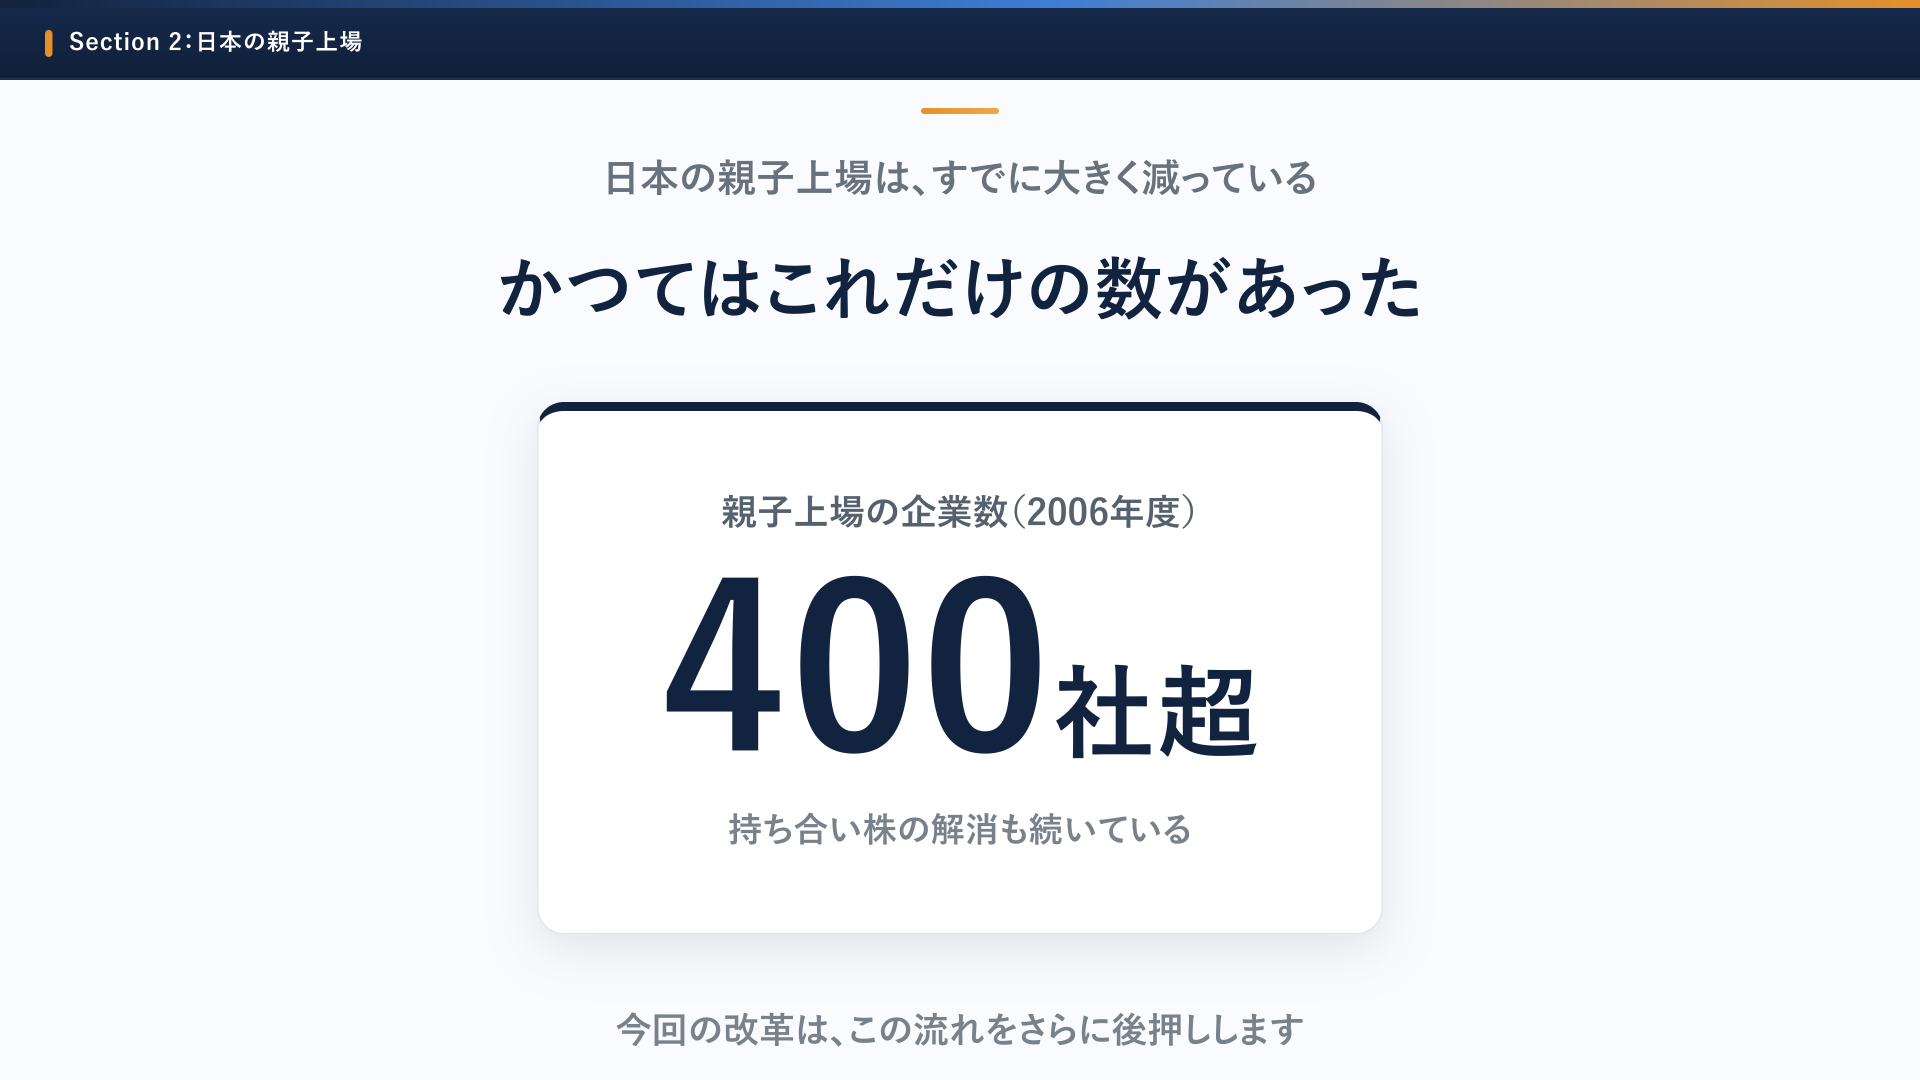 Section 2：日本の親子上場
日本の親子上場は、すでに大きく減っている
かつてはこれだけの数があった
親子上場の企業数（2006年度）
400社超
持ち合い株の解消も続いている
今回の改革は、この流れをさらに後押しします